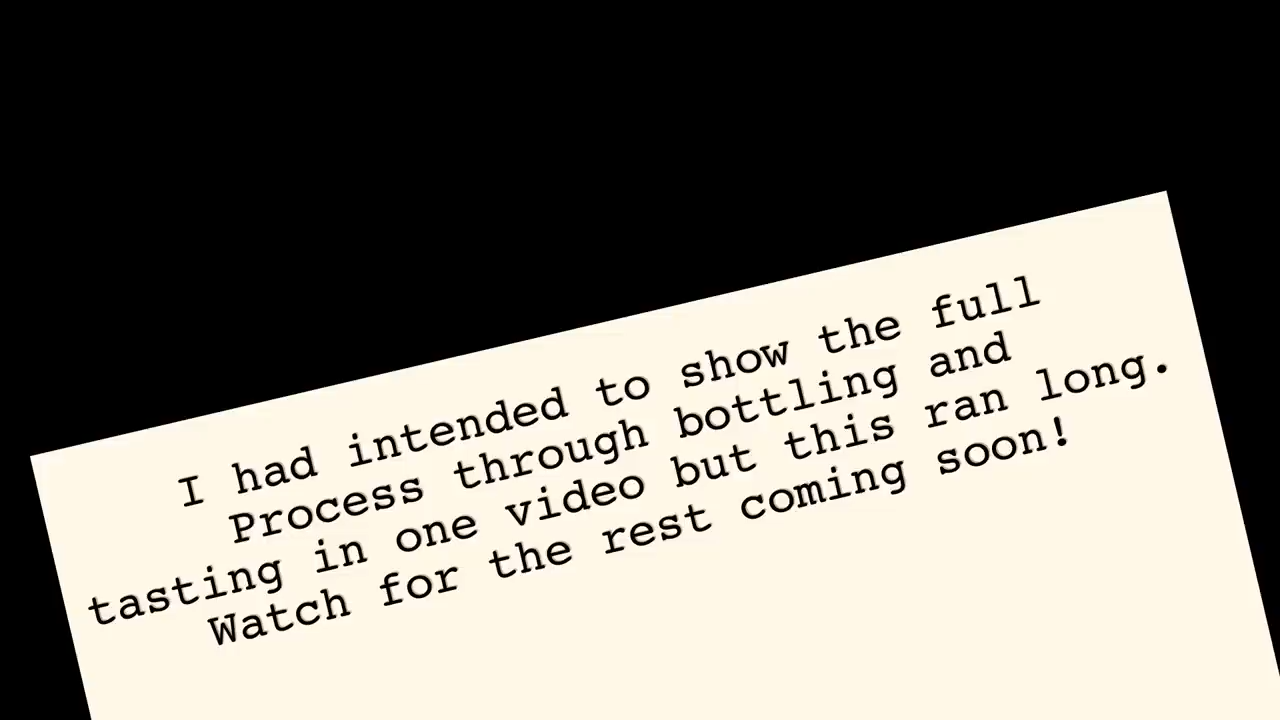 I had intended to show the full
Process through bottling and
tasting in one video but this ran long.
Watch for the rest coming soon!